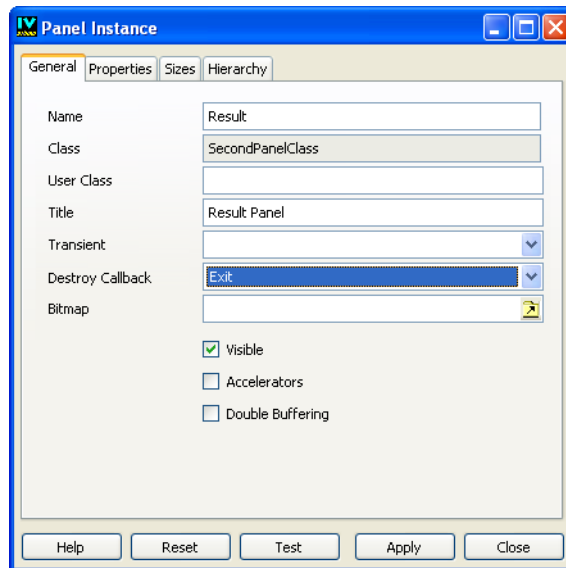 IV Panel Instance
General Properties Sizes Hierarchy
Name Result
Class SecondPanelClass
User Class
Title Result Panel
Transient
Destroy Callback Exit
Bitmap
Visible
Accelerators
Double Buffering
Help Reset Test Apply Close